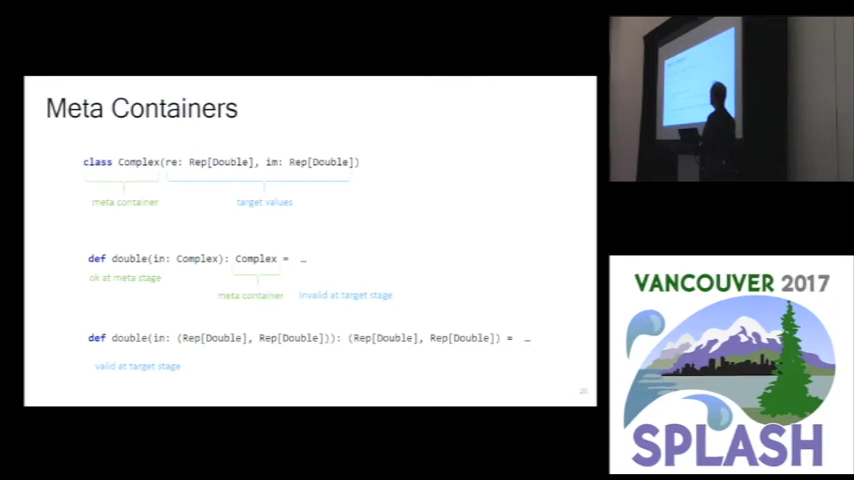 Meta Containers
class Complex(re: Rep[Double], im: Rep[Double])
meta container target values
def double(in: Complex): Complex = …
ok at meta stage
meta container invalid at target stage
def double(in: (Rep[Double], Rep[Double])): (Rep[Double], Rep[Double]) = …
valid at target stage
VANCOUVER 2017
SPLASH